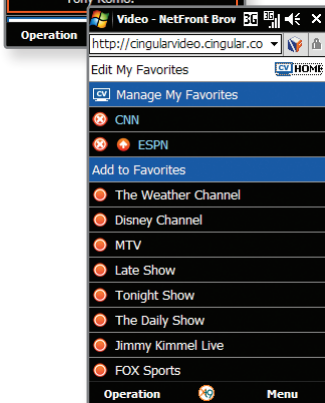 Tony Romo.
Operation
Video - NetFront Brov
http://cingularvideo.cingular.co
Edit My Favorites CV HOME
CV Manage My Favorites
CNN
ESPN
Add to Favorites
The Weather Channel
Disney Channel
MTV
Late Show
Tonight Show
The Daily Show
Jimmy Kimmel Live
FOX Sports
Operation Menu